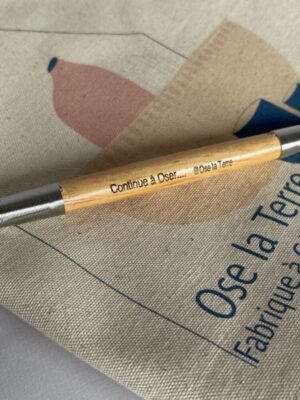 Continue à Oser.... @Ose la Terre
Ose la Terre
Fabrique à